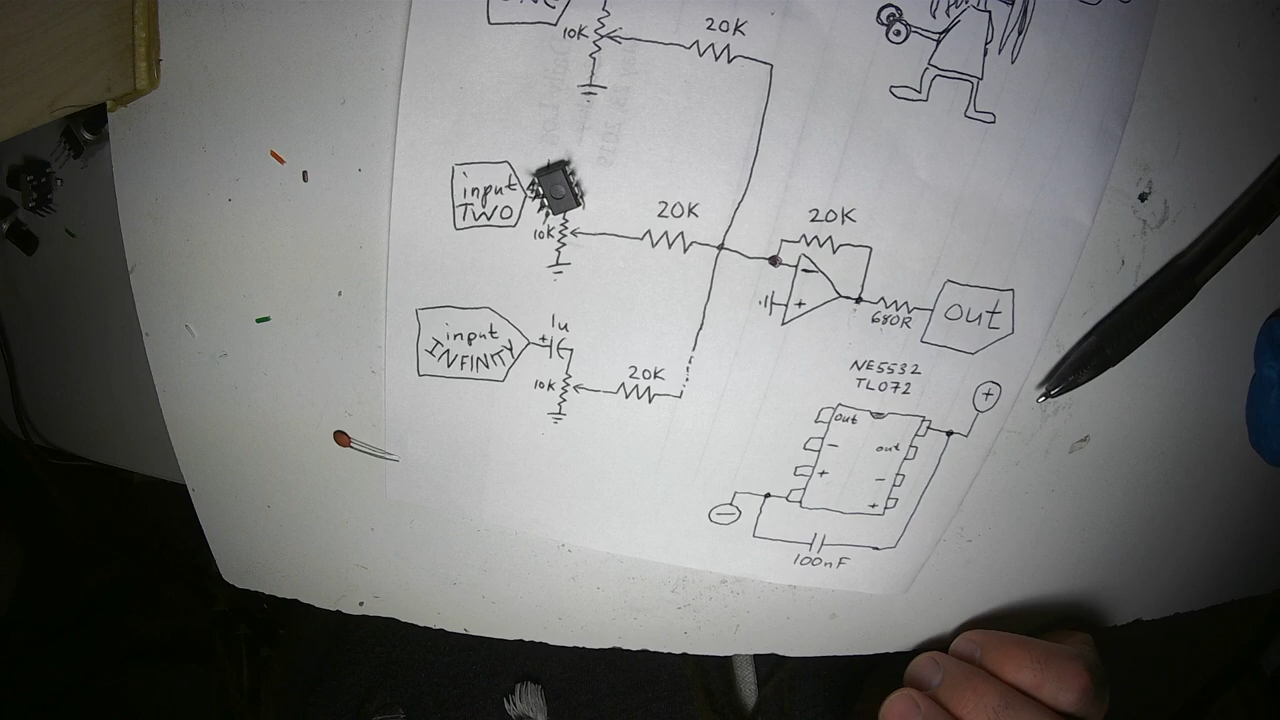 10K
20K
input
TWO
10K
20K
20K
-
+
680R
out
input
INFINITY
+
1u
10K
20K
NE5532
TL072
+
out
out
-
-
+
+
-
100nF